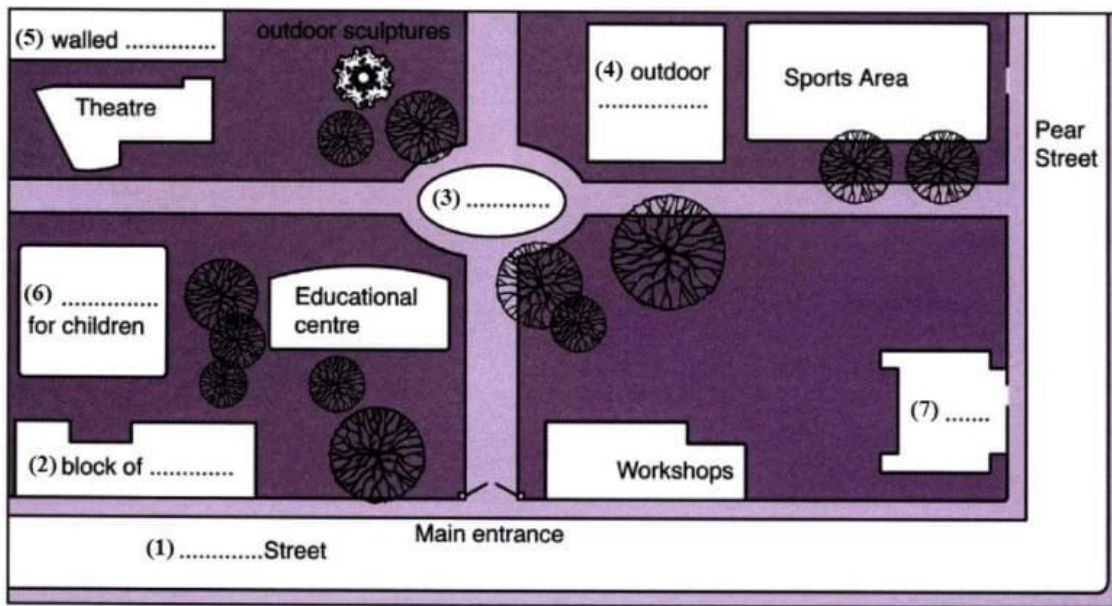 (5) walled ..............
outdoor sculptures
(4) outdoor
..............
Sports Area
Theatre
Pear
Street
(3) ..............
(6) ..............
for children
Educational
centre
(7) .......
(2) block of ..............
Workshops
Main entrance
(1) ..............Street